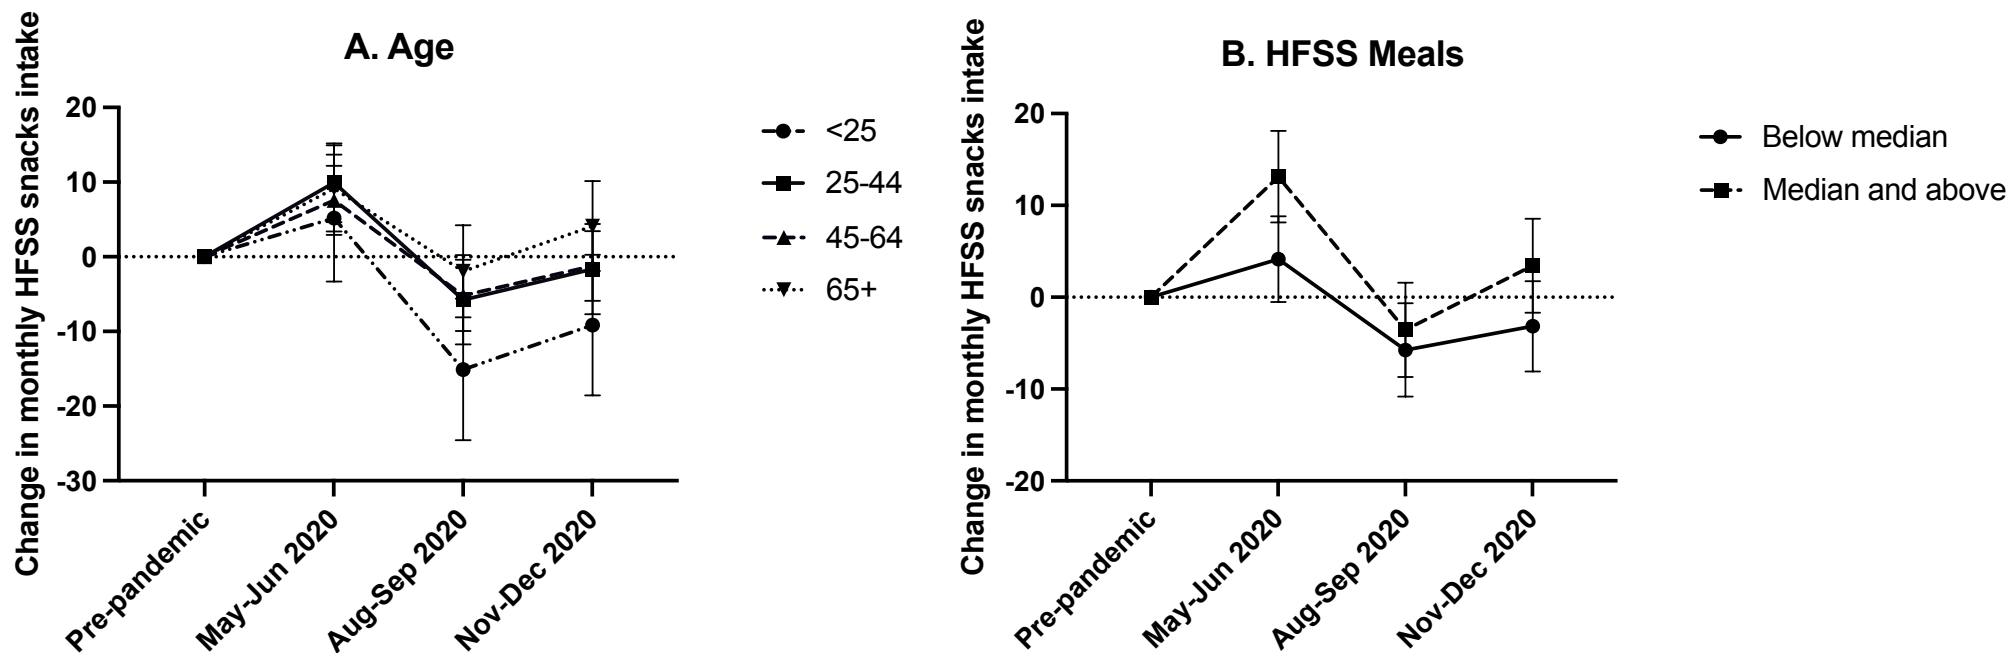 A. Age
Change in monthly HFSS snacks intake
20
10
0
-10
-20
-30
Pre-pandemic
May-Jun 2020
Aug-Sep 2020
Nov-Dec 2020
<25
25-44
45-64
65+
B. HFSS Meals
Change in monthly HFSS snacks intake
20
10
0
-10
-20
Pre-pandemic
May-Jun 2020
Aug-Sep 2020
Nov-Dec 2020
Below median
Median and above